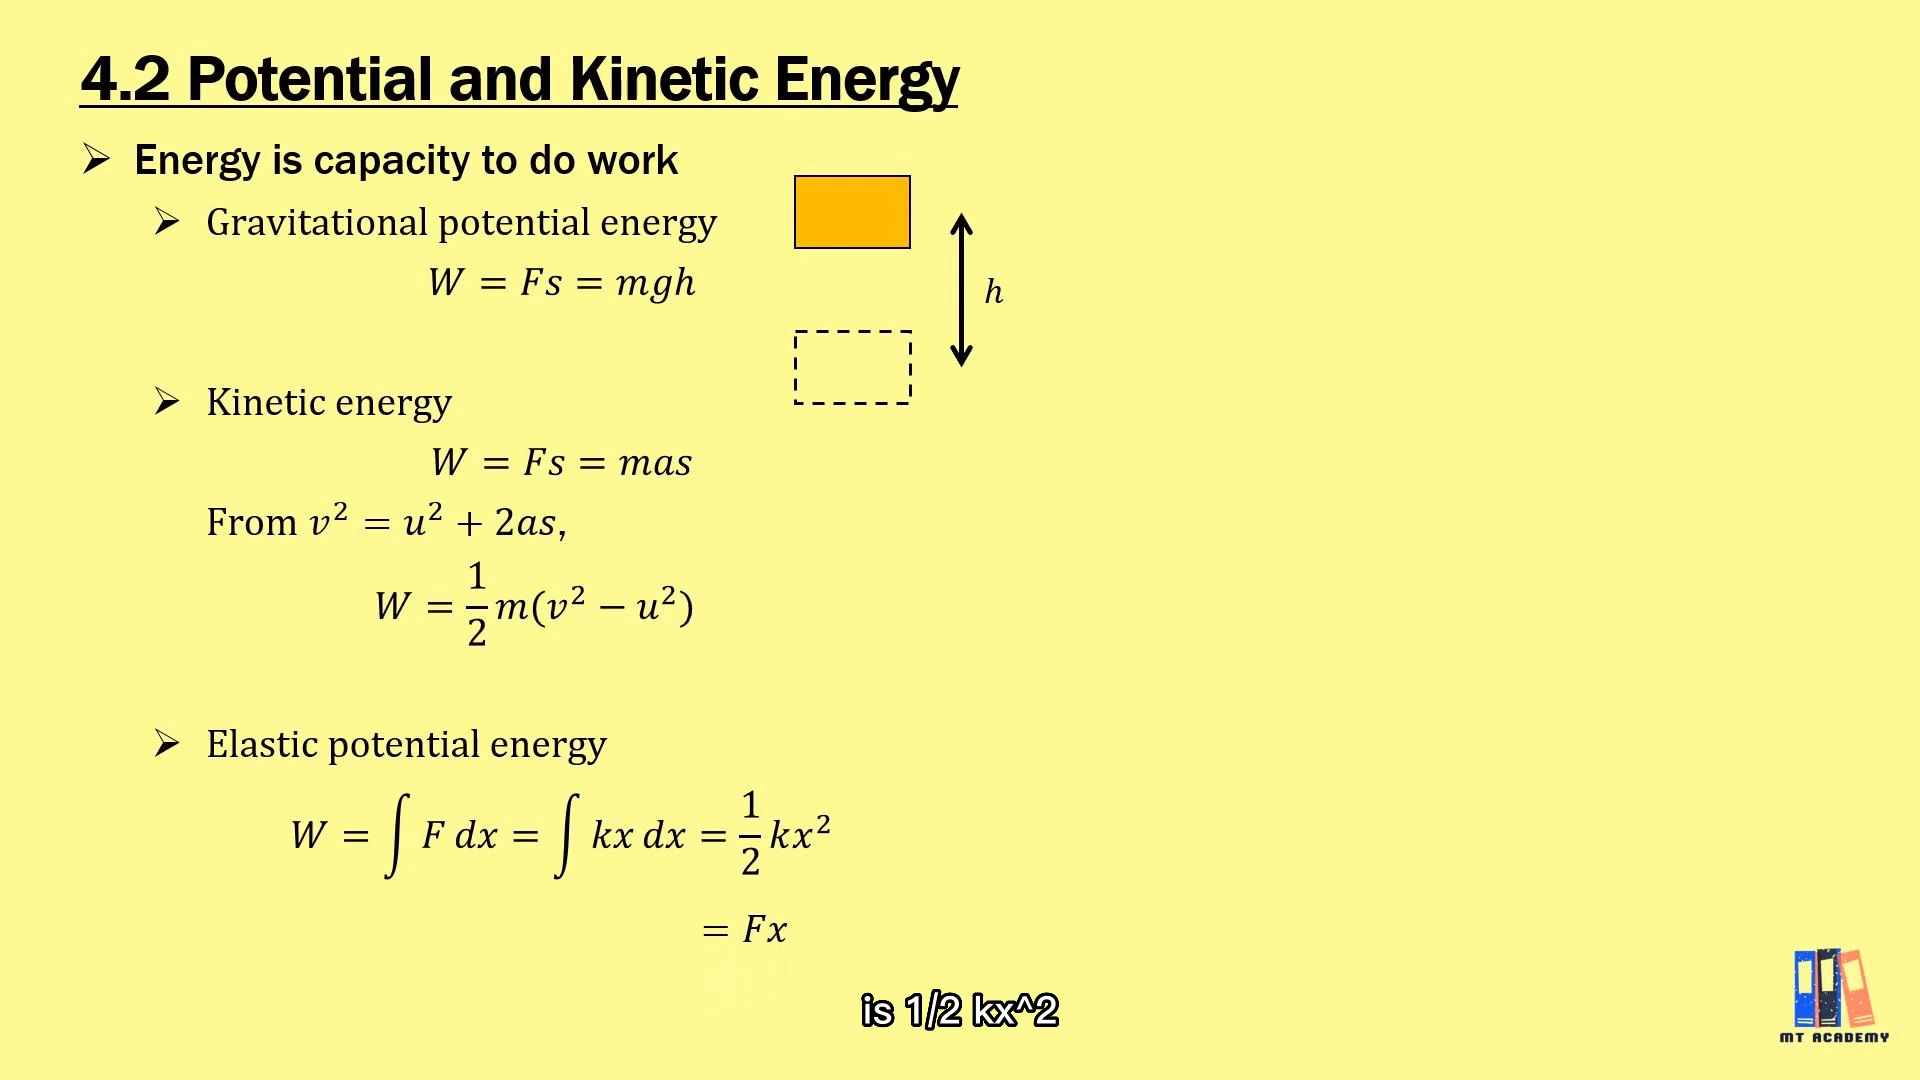 4.2 Potential and Kinetic Energy
➢ Energy is capacity to do work
➢ Gravitational potential energy
W = Fs = mgh
h
➢ Kinetic energy
W = Fs = mas
From v² = u² + 2as,
W = 1/2 m(v² − u²)
➢ Elastic potential energy
W = ∫ F dx = ∫ kx dx = 1/2 kx²
= Fx
is 1/2 kx^2
MT ACADEMY